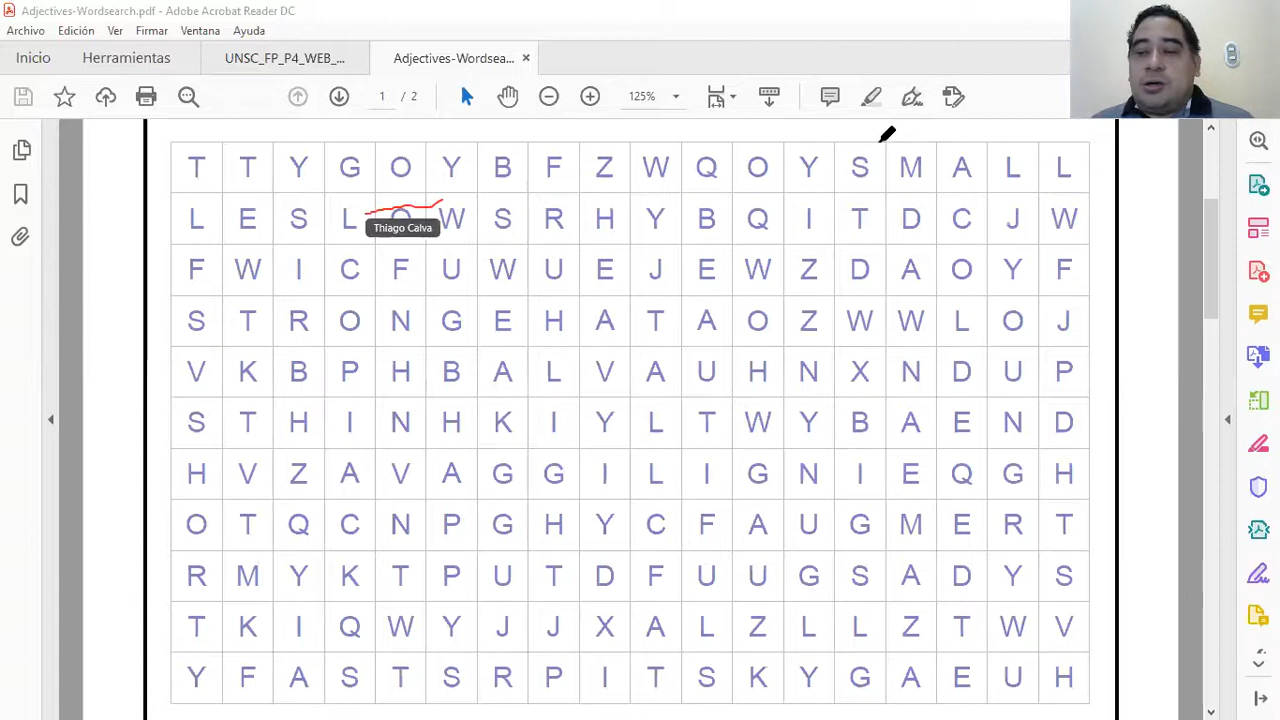 Adjectives-Wordsearch.pdf - Adobe Acrobat Reader DC
Archivo Edición Ver Firmar Ventana Ayuda
Inicio Herramientas UNSC_FP_P4_WEB_... Adjectives-Wordsea... ×
1 / 2 125%
T T Y G O Y B F Z W Q O Y S M A L L
L E S L O W S R H Y B Q I T D C J W
Thiago Calva
F W I C F U W U E J E W Z D A O Y F
S T R O N G E H A T A O Z W W L O J
V K B P H B A L V A U H N X N D U P
S T H I N H K I Y L T W Y B A E N D
H V Z A V A G G I L I G N I E Q G H
O T Q C N P G H Y C F A U G M E R T
R M Y K T P U T D F U U G S A D Y S
T K I Q W Y J J X A L Z L L Z T W V
Y F A S T S R P I T S K Y G A E U H